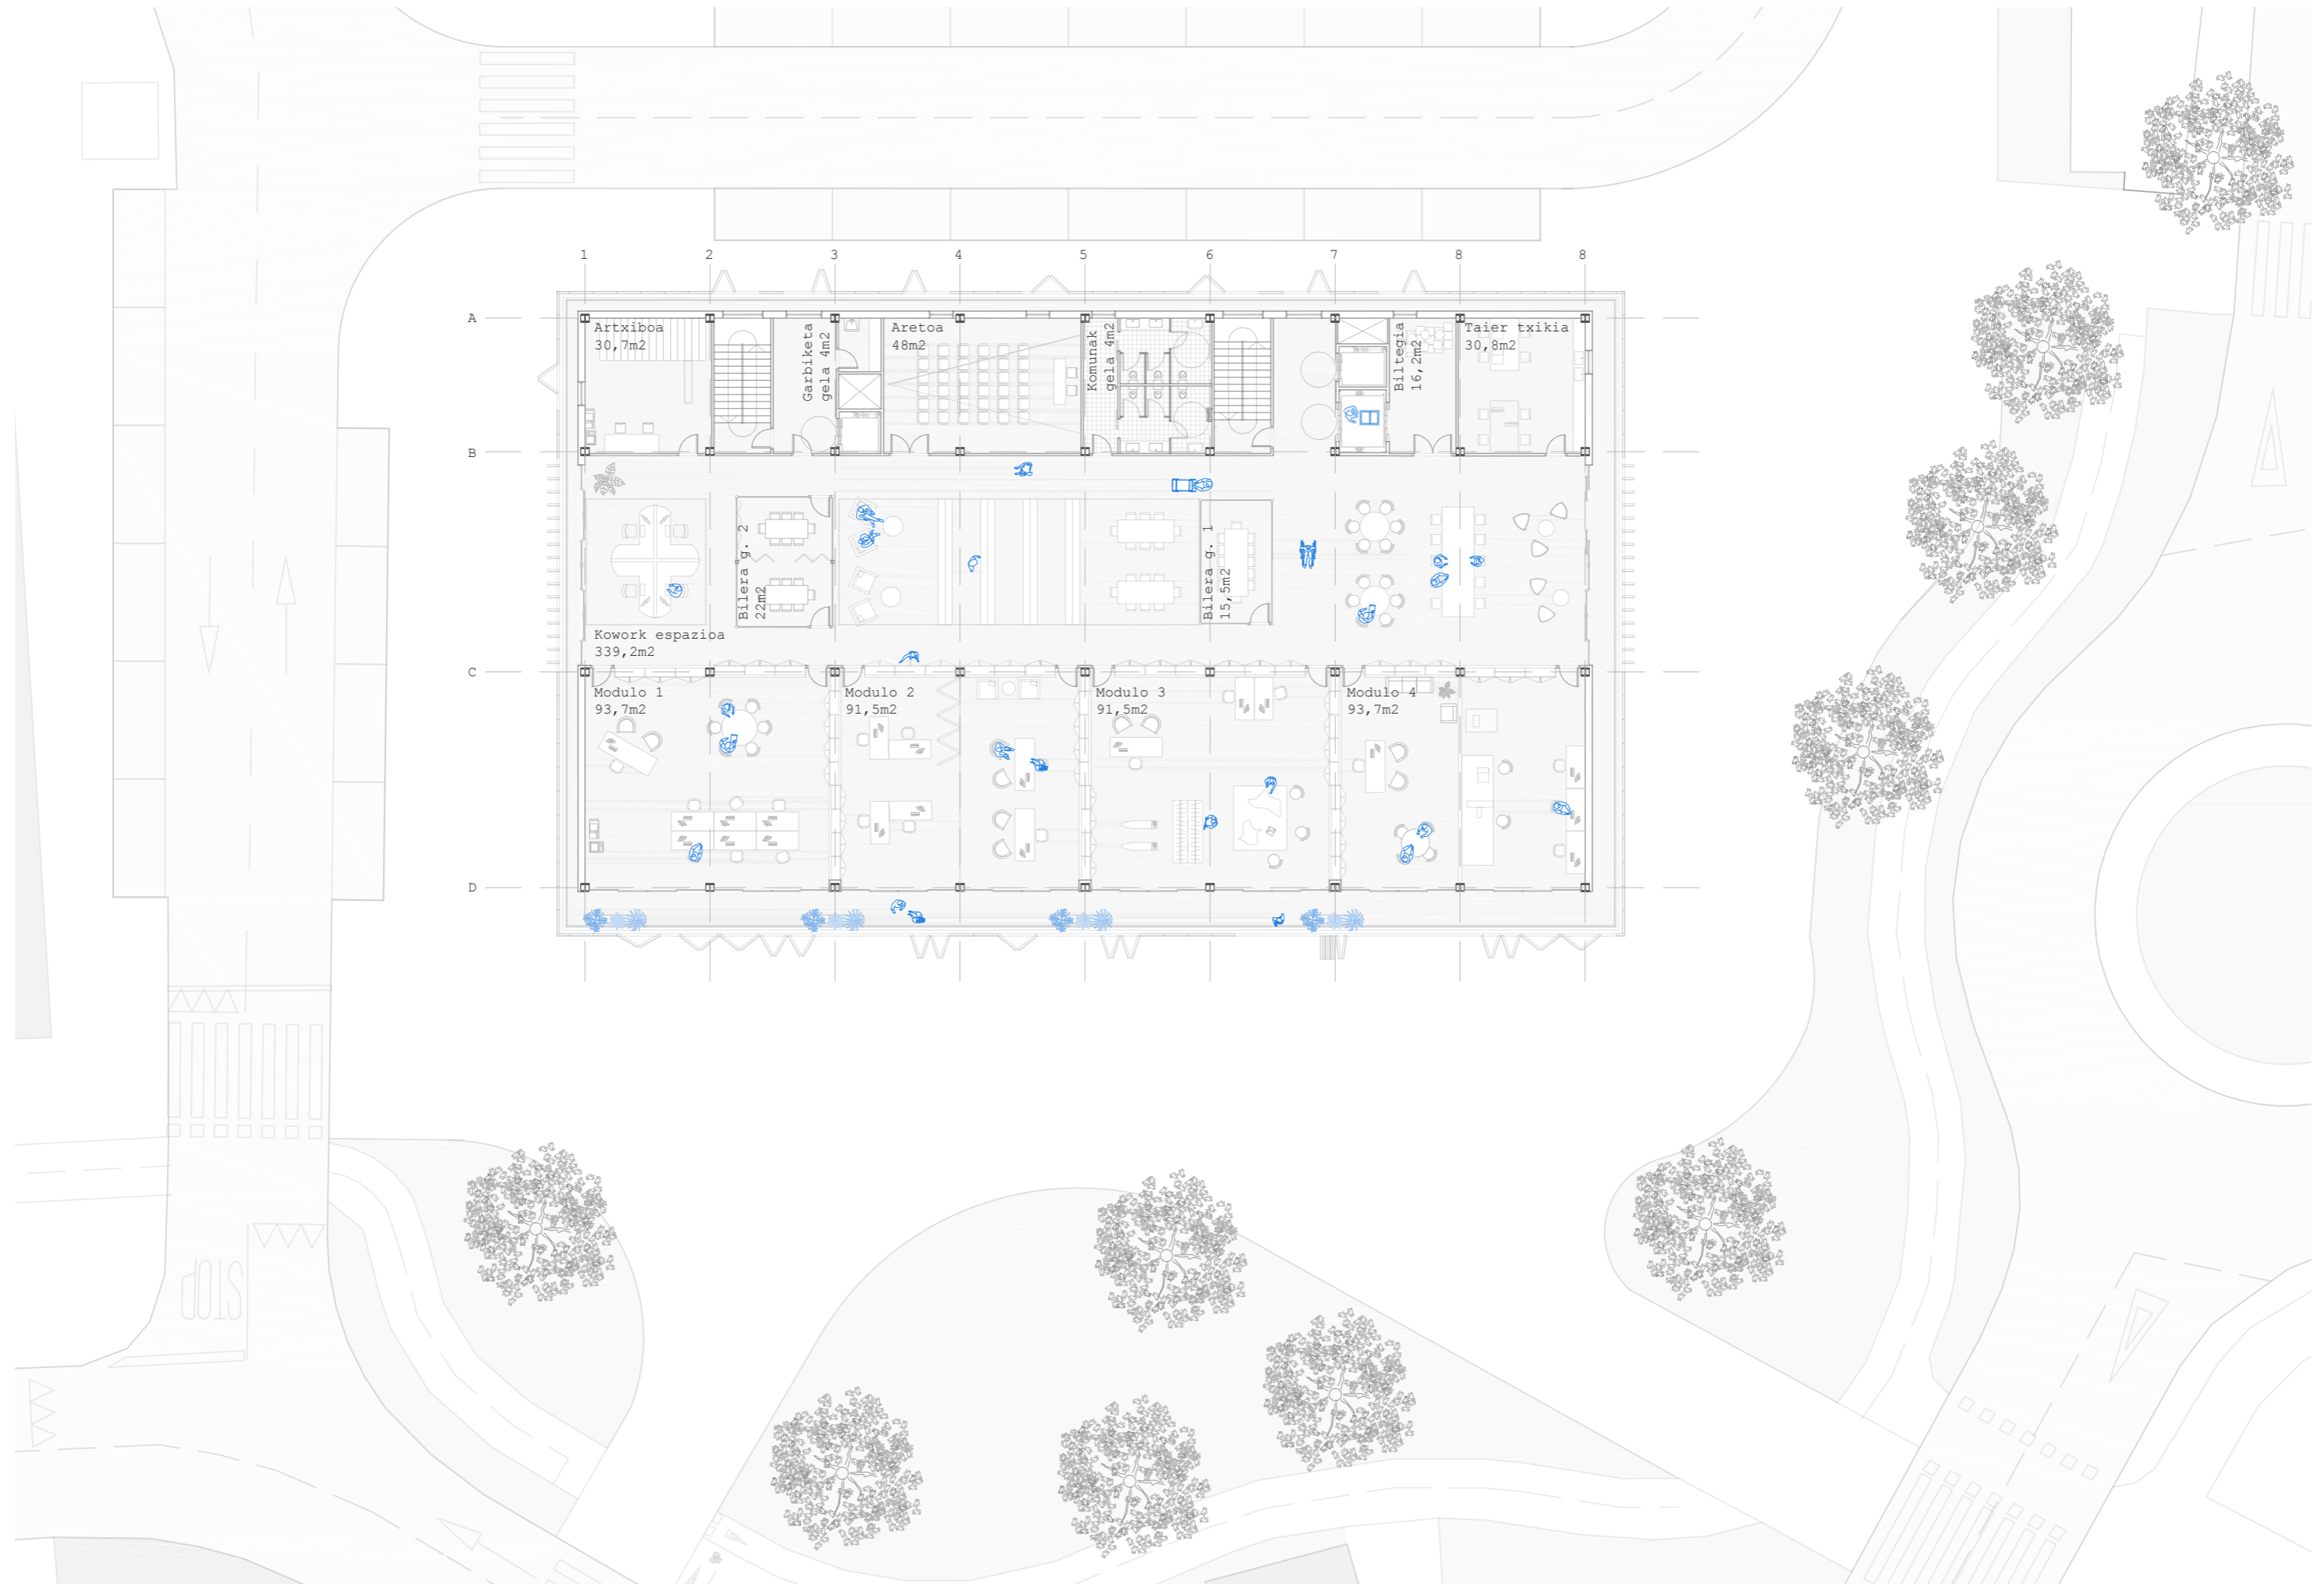 1 2 3 4 5 6 7 8 8
A
Artxiboa
30,7m2
Garbiketa
gela 4m2
Aretoa
48m2
Komunak
gela 4m2
Biltegia
16,2m2
Taier txikia
30,8m2
B
Bilera g. 2
22m2
Bilera g. 1
15,5m2
Kowork espazioa
339,2m2
C
Modulo 1
93,7m2
Modulo 2
91,5m2
Modulo 3
91,5m2
Modulo 4
93,7m2
D
STOP